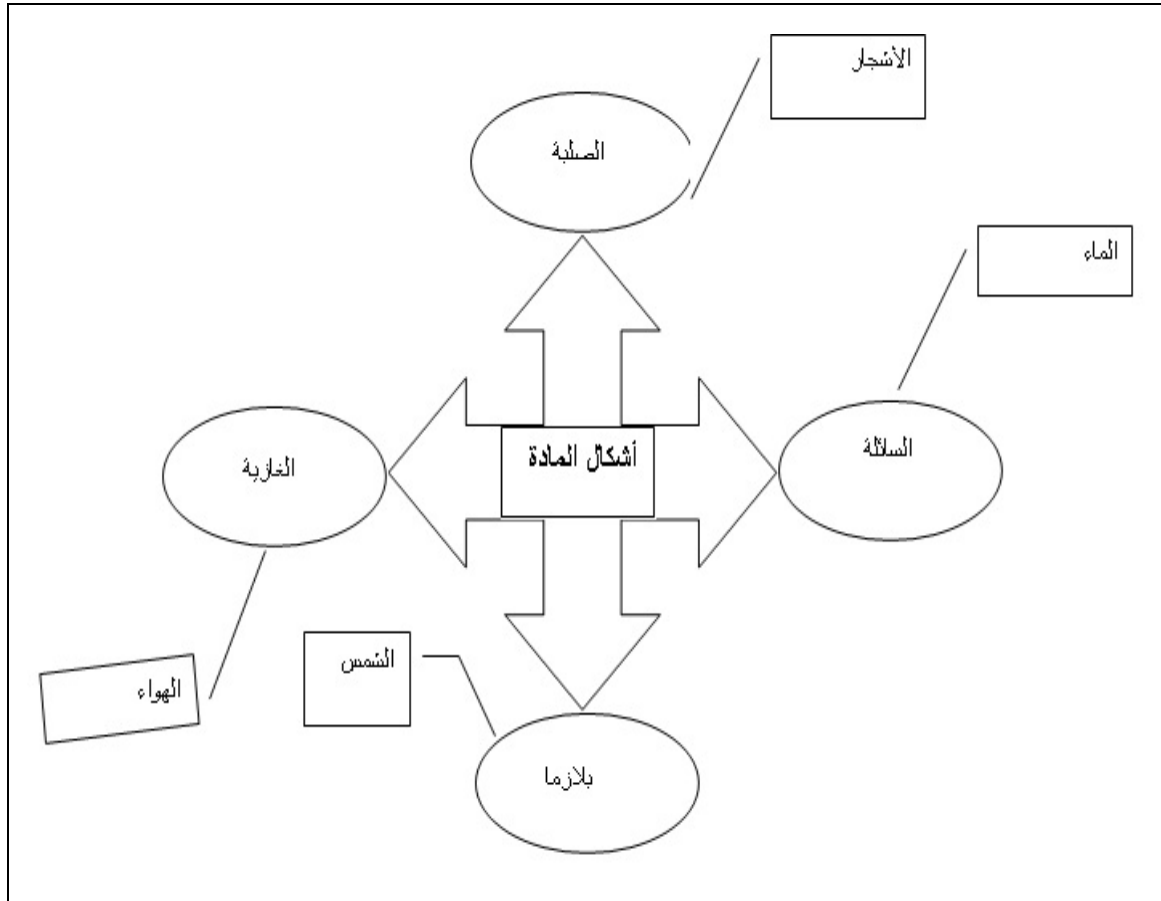 الأشجار
الصلبة
الماء
السائلة
أشكال المادة
الغازية
الشمس
الهواء
بلازما